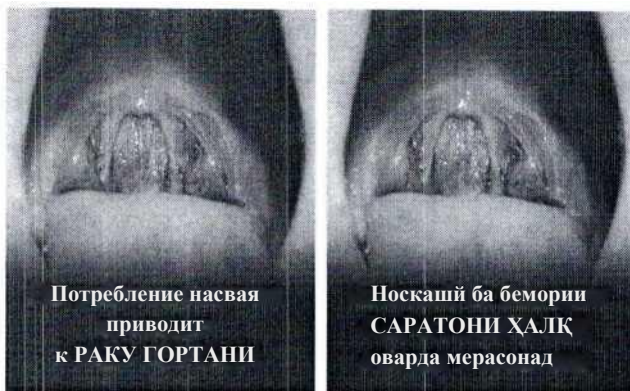 Потребление насвая
приводит
к РАКУ ГОРТАНИ
Носкашӣ ба бемории
САРАТОНИ ҲАЛҚ
оварда мерасонад